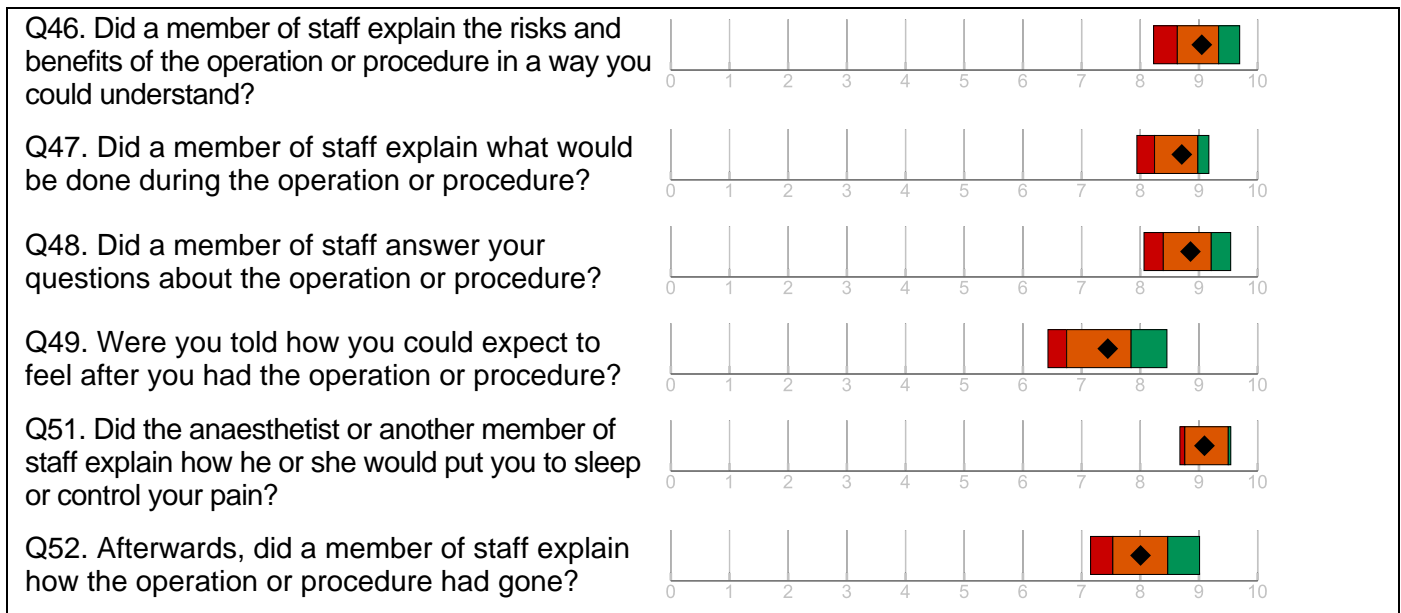 Q46. Did a member of staff explain the risks and
benefits of the operation or procedure in a way you
could understand?
0 1 2 3 4 5 6 7 8 9 10
Q47. Did a member of staff explain what would
be done during the operation or procedure?
0 1 2 3 4 5 6 7 8 9 10
Q48. Did a member of staff answer your
questions about the operation or procedure?
0 1 2 3 4 5 6 7 8 9 10
Q49. Were you told how you could expect to
feel after you had the operation or procedure?
0 1 2 3 4 5 6 7 8 9 10
Q51. Did the anaesthetist or another member of
staff explain how he or she would put you to sleep
or control your pain?
0 1 2 3 4 5 6 7 8 9 10
Q52. Afterwards, did a member of staff explain
how the operation or procedure had gone?
0 1 2 3 4 5 6 7 8 9 10